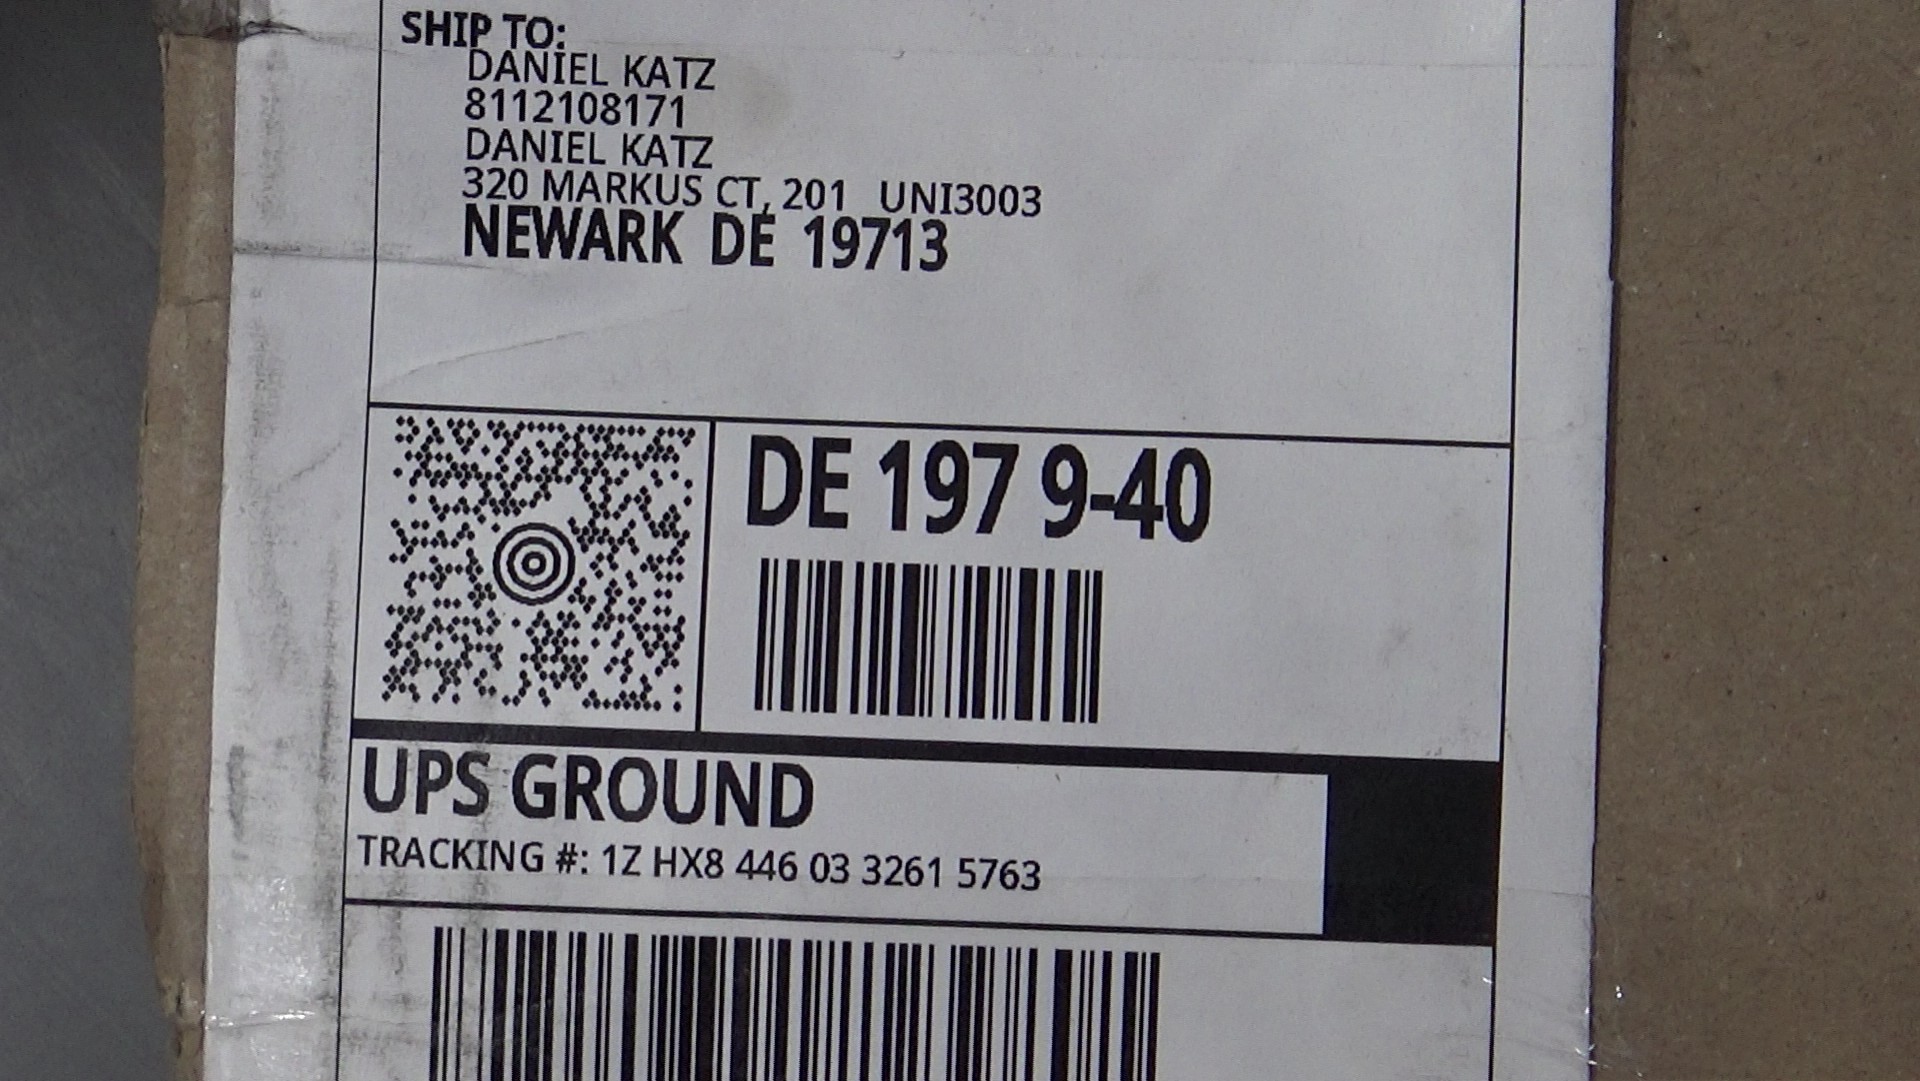 SHIP TO:
DANIEL KATZ
8112108171
DANIEL KATZ
320 MARKUS CT, 201 UNI3003
NEWARK DE 19713
DE 197 9-40
UPS GROUND
TRACKING #: 1Z HX8 446 03 3261 5763